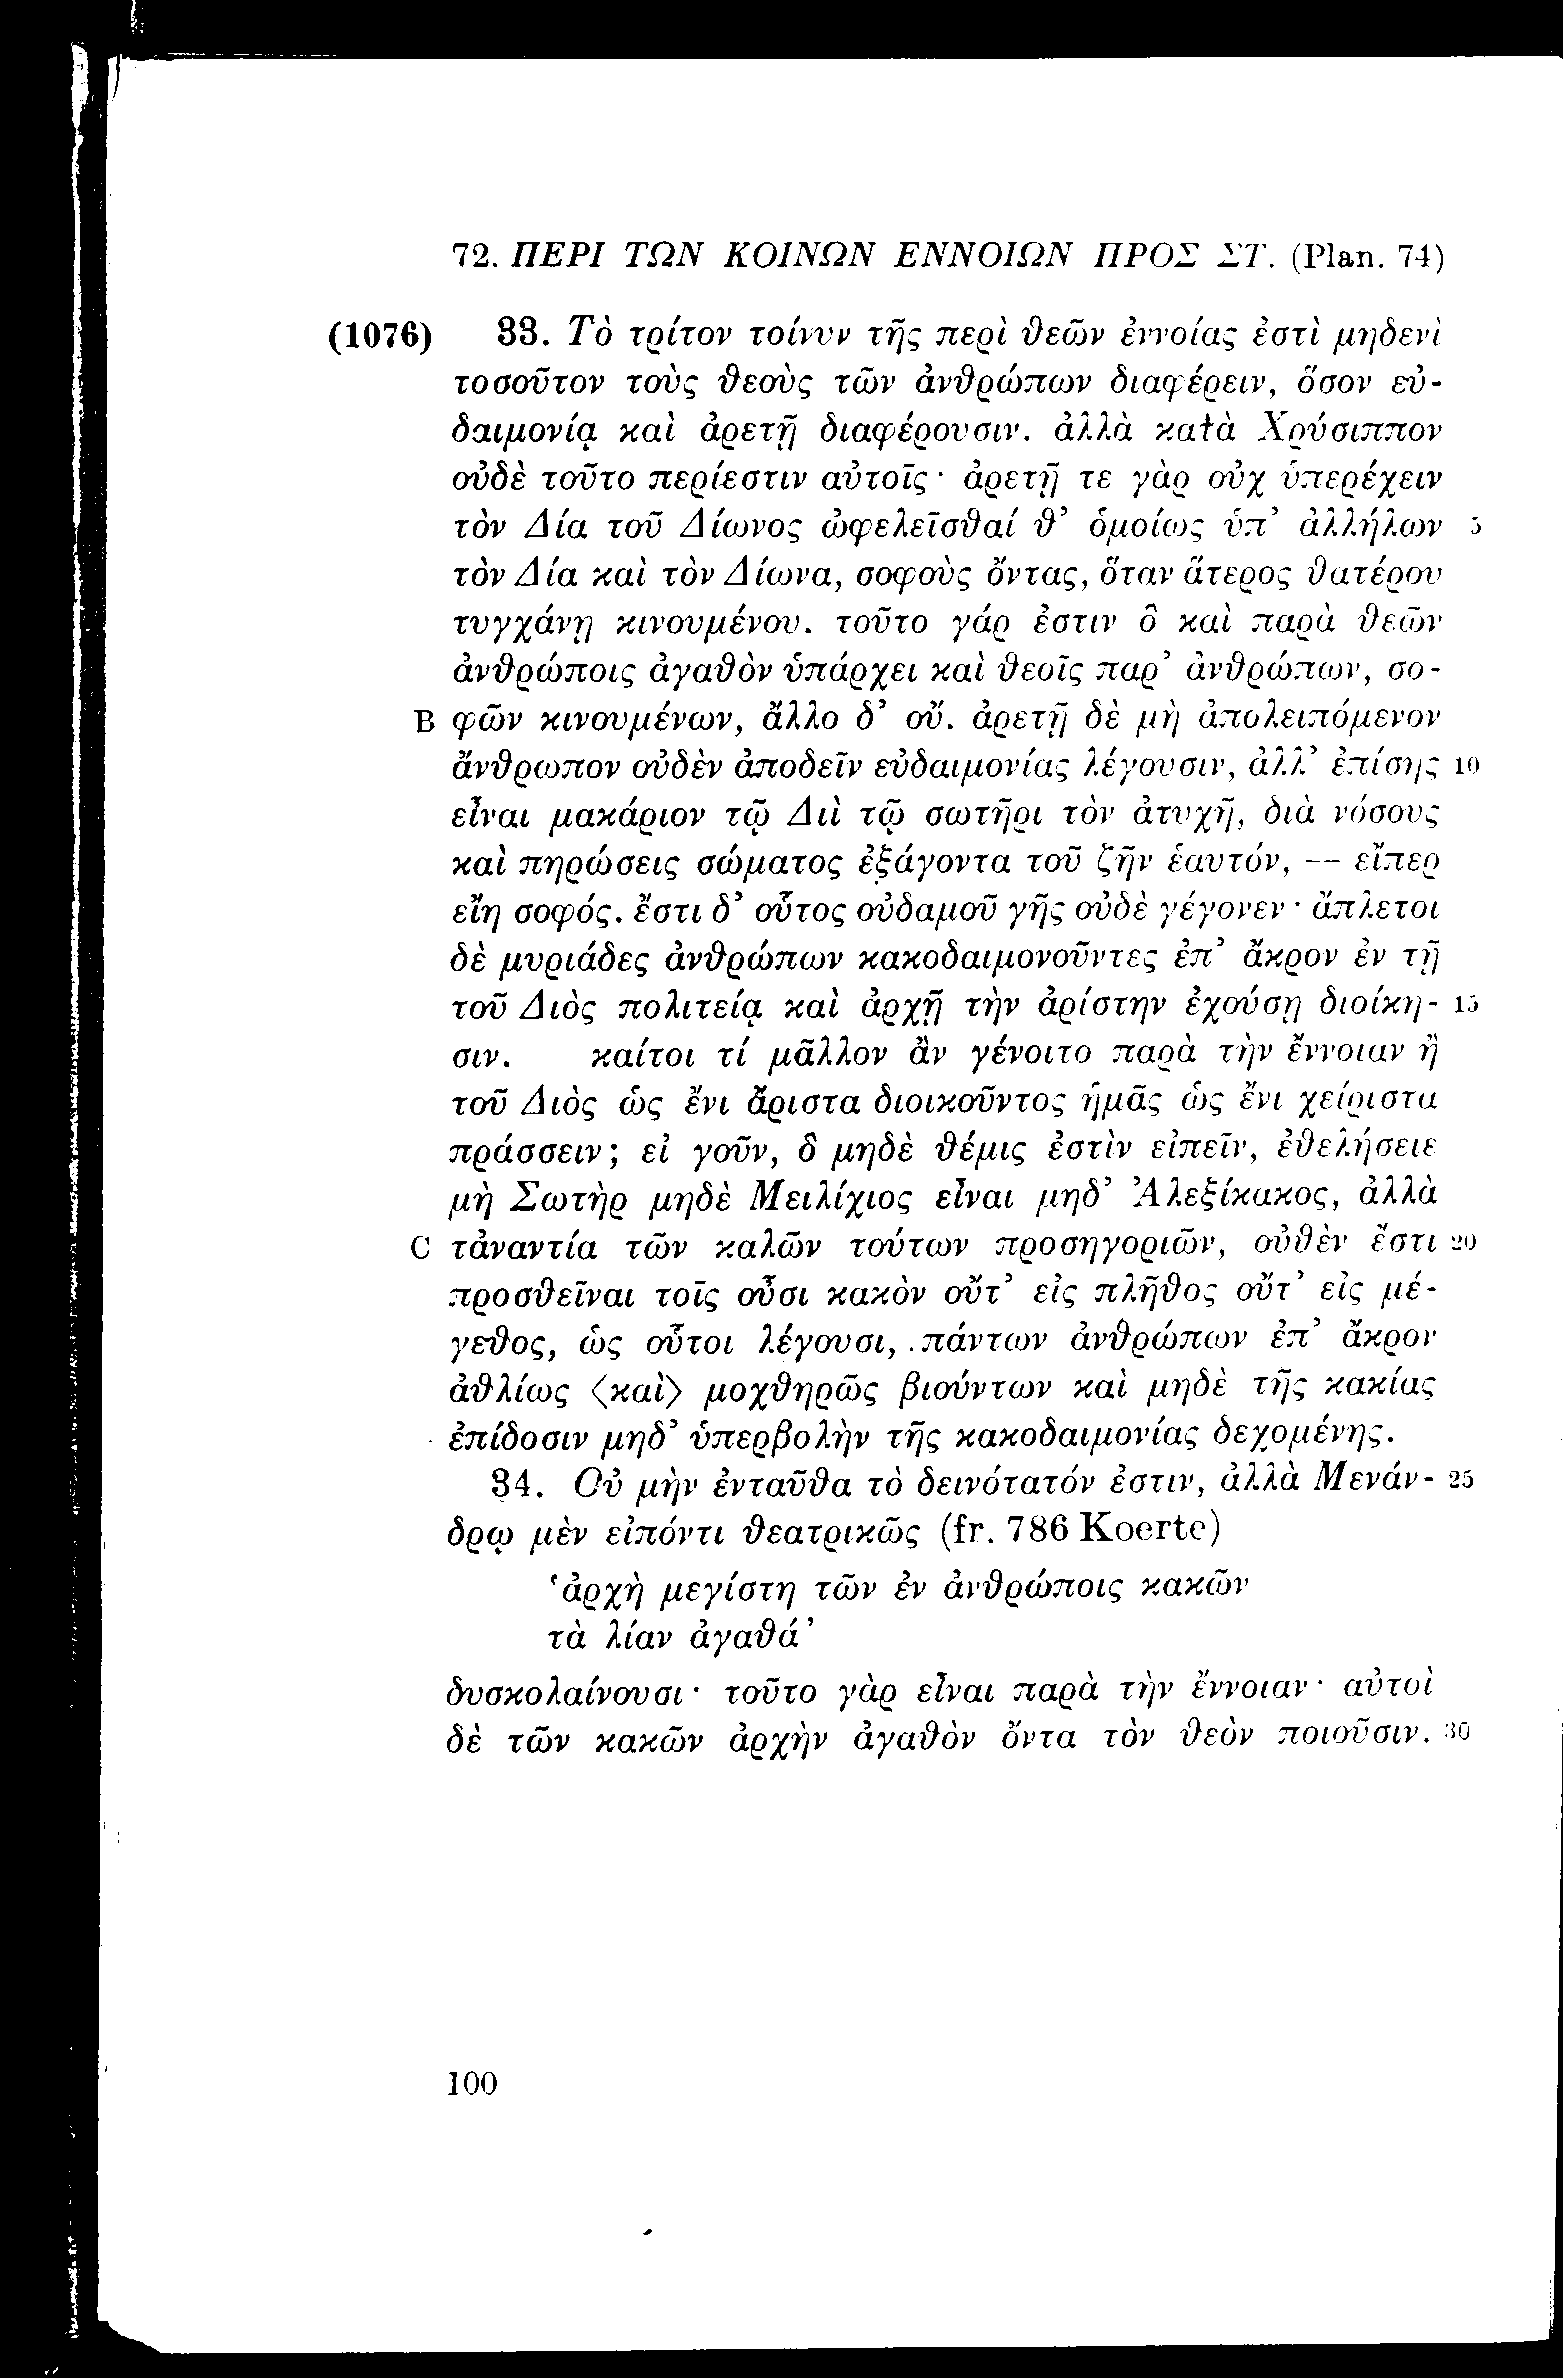 72. ΠΕΡΙ ΤΩΝ ΚΟΙΝΩΝ ΕΝΝΟΙΩΝ ΠΡΟΣ ΣΤ. (Plan. 74)
(1076) 33. Τὸ τρίτον τοίνυν τῆς περὶ θεῶν ἐννοίας ἐστὶ μηδενὶ
τοσοῦτον τοὺς θεοὺς τῶν ἀνθρώπων διαφέρειν, ὅσον εὐ-
δαιμονίᾳ καὶ ἀρετῇ διαφέρουσιν. ἀλλὰ κατὰ Χρύσιππον
οὐδὲ τοῦτο περίεστιν αὐτοῖς· ἀρετῇ τε γὰρ οὐχ ὑπερέχειν
τὸν Δία τοῦ Δίωνος ὠφελεῖσθαί θ’ ὁμοίως ὑπ’ ἀλλήλων 5
τὸν Δία καὶ τὸν Δίωνα, σοφοὺς ὄντας, ὅταν ἅτερος θατέρου
τυγχάνῃ κινουμένου. τοῦτο γάρ ἐστιν ὃ καὶ παρὰ θεῶν
ἀνθρώποις ἀγαθὸν ὑπάρχει καὶ θεοῖς παρ’ ἀνθρώπων, σο-
B φῶν κινουμένων, ἄλλο δ’ οὔ. ἀρετῇ δὲ μὴ ἀπολειπόμενον
ἄνθρωπον οὐδὲν ἀποδεῖν εὐδαιμονίας λέγουσιν, ἀλλ’ ἐπίσης 10
εἶναι μακάριον τῷ Διὶ τῷ σωτῆρι τὸν ἀτυχῆ, διὰ νόσους
καὶ πηρώσεις σώματος ἐξάγοντα τοῦ ζῆν ἑαυτόν, — εἴπερ
εἴη σοφός. ἔστι δ’ οὗτος οὐδαμοῦ γῆς οὐδὲ γέγονεν· ἄπλετοι
δὲ μυριάδες ἀνθρώπων κακοδαιμονοῦντες ἐπ’ ἄκρον ἐν τῇ
τοῦ Διὸς πολιτείᾳ καὶ ἀρχῇ τὴν ἀρίστην ἐχούσῃ διοίκη- 15
σιν. καίτοι τί μᾶλλον ἂν γένοιτο παρὰ τὴν ἔννοιαν ἢ
τοῦ Διὸς ὡς ἔνι ἄριστα διοικοῦντος ἡμᾶς ὡς ἔνι χείριστα
πράσσειν; εἰ γοῦν, ὃ μηδὲ θέμις ἐστὶν εἰπεῖν, ἐθελήσειε
μὴ Σωτὴρ μηδὲ Μειλίχιος εἶναι μηδ’ Ἀλεξίκακος, ἀλλὰ
C τἀναντία τῶν καλῶν τούτων προσηγοριῶν, οὐθὲν ἔστι 20
προσθεῖναι τοῖς οὖσι κακὸν οὔτ’ εἰς πλῆθος οὔτ’ εἰς μέ-
γεθος, ὡς οὗτοι λέγουσι, πάντων ἀνθρώπων ἐπ’ ἄκρον
ἀθλίως ⟨καὶ⟩ μοχθηρῶς βιούντων καὶ μηδὲ τῆς κακίας
ἐπίδοσιν μηδ’ ὑπερβολὴν τῆς κακοδαιμονίας δεχομένης.
34. Οὐ μὴν ἐνταῦθα τὸ δεινότατόν ἐστιν, ἀλλὰ Μενάν- 25
δρῳ μὲν εἰπόντι θεατρικῶς (fr. 786 Koerte)
‘ἀρχὴ μεγίστη τῶν ἐν ἀνθρώποις κακῶν
τὰ λίαν ἀγαθά’
δυσκολαίνουσι· τοῦτο γὰρ εἶναι παρὰ τὴν ἔννοιαν· αὐτοὶ
δὲ τῶν κακῶν ἀρχὴν ἀγαθὸν ὄντα τὸν θεὸν ποιοῦσιν. 30
100